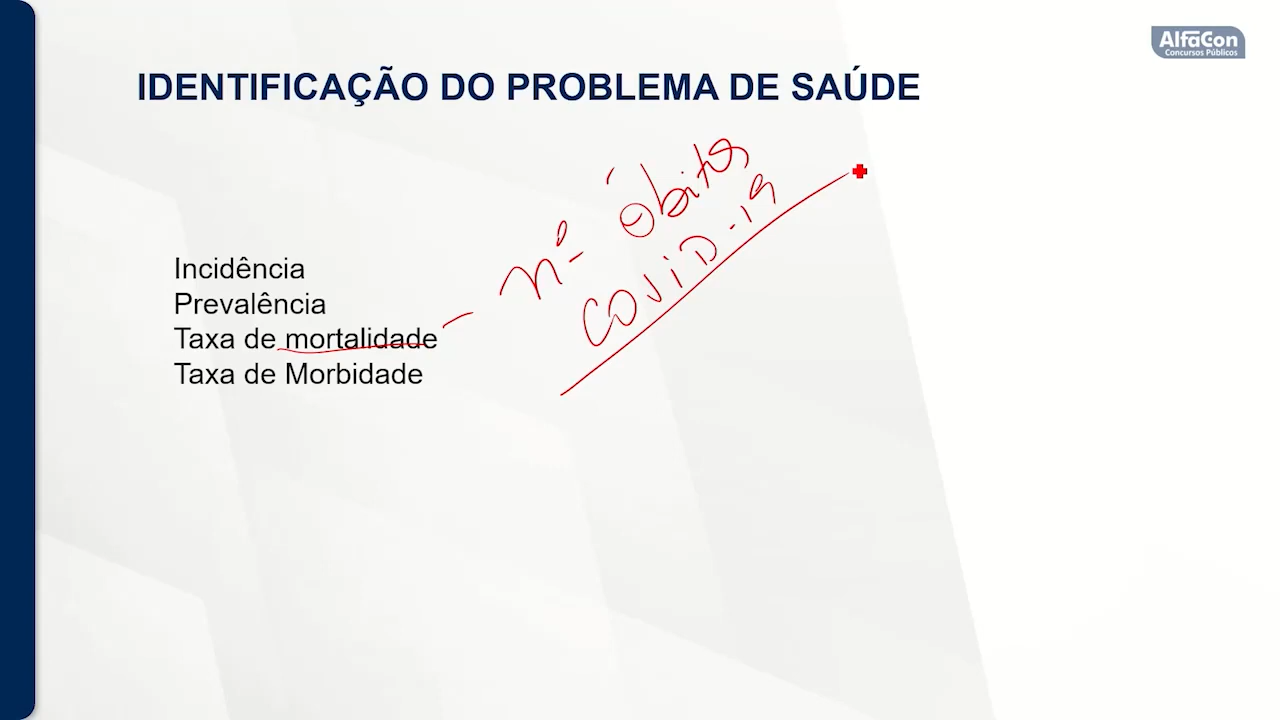 AlfaCon
Concursos Públicos
IDENTIFICAÇÃO DO PROBLEMA DE SAÚDE
Incidência
Prevalência
Taxa de mortalidade
Taxa de Morbidade
- nº Óbitos
COVID-19